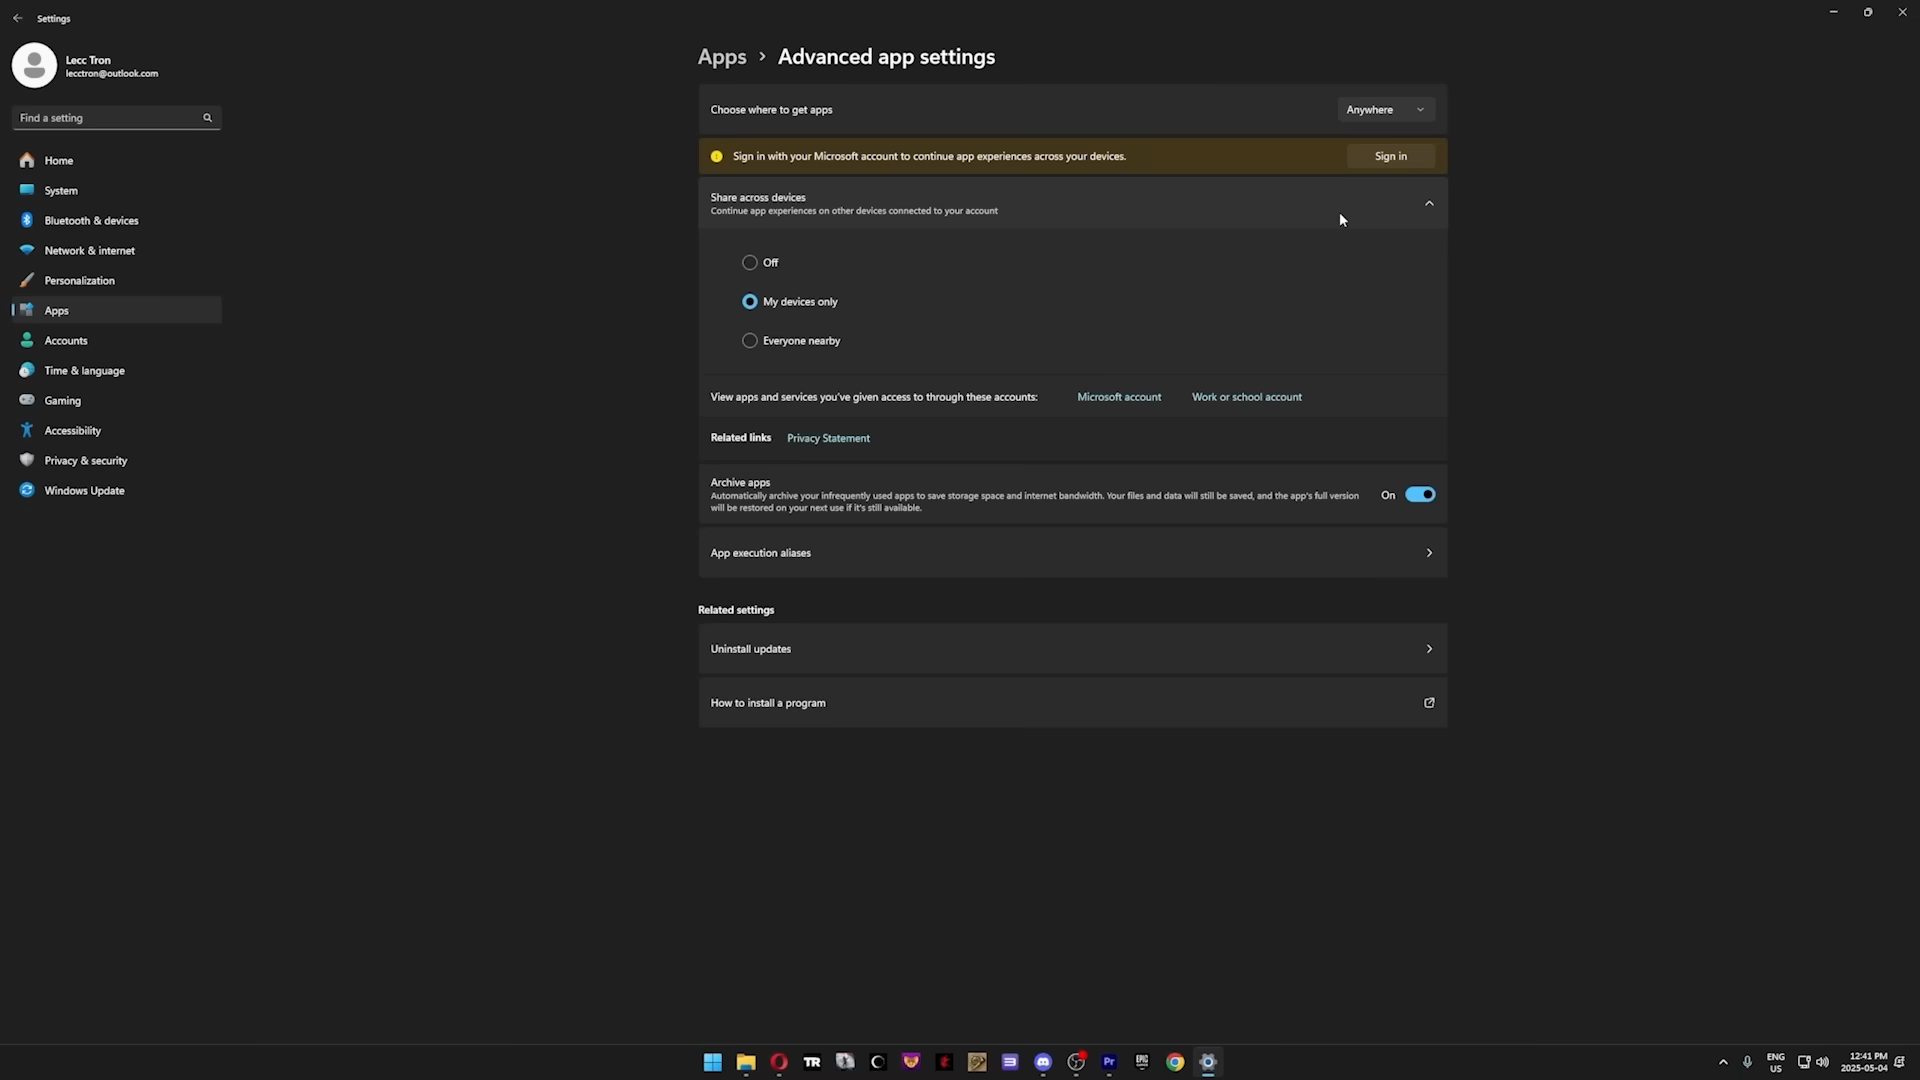 Settings
Lecc Tron
lecctron@outlook.com
Find a setting
Home
System
Bluetooth & devices
Network & internet
Personalization
Apps
Accounts
Time & language
Gaming
Accessibility
Privacy & security
Windows Update
Apps > Advanced app settings
Choose where to get apps
Anywhere
Sign in with your Microsoft account to continue app experiences across your devices.
Sign in
Share across devices
Continue app experiences on other devices connected to your account
Off
My devices only
Everyone nearby
View apps and services you've given access to through these accounts: Microsoft account Work or school account
Related links Privacy Statement
Archive apps
Automatically archive your infrequently used apps to save storage space and internet bandwidth. Your files and data will still be saved, and the app's full version
will be restored on your next use if it's still available.
On
App execution aliases
Related settings
Uninstall updates
How to install a program
TR
Pr
EPIC
ENG
US
12:41 PM
2025-05-04